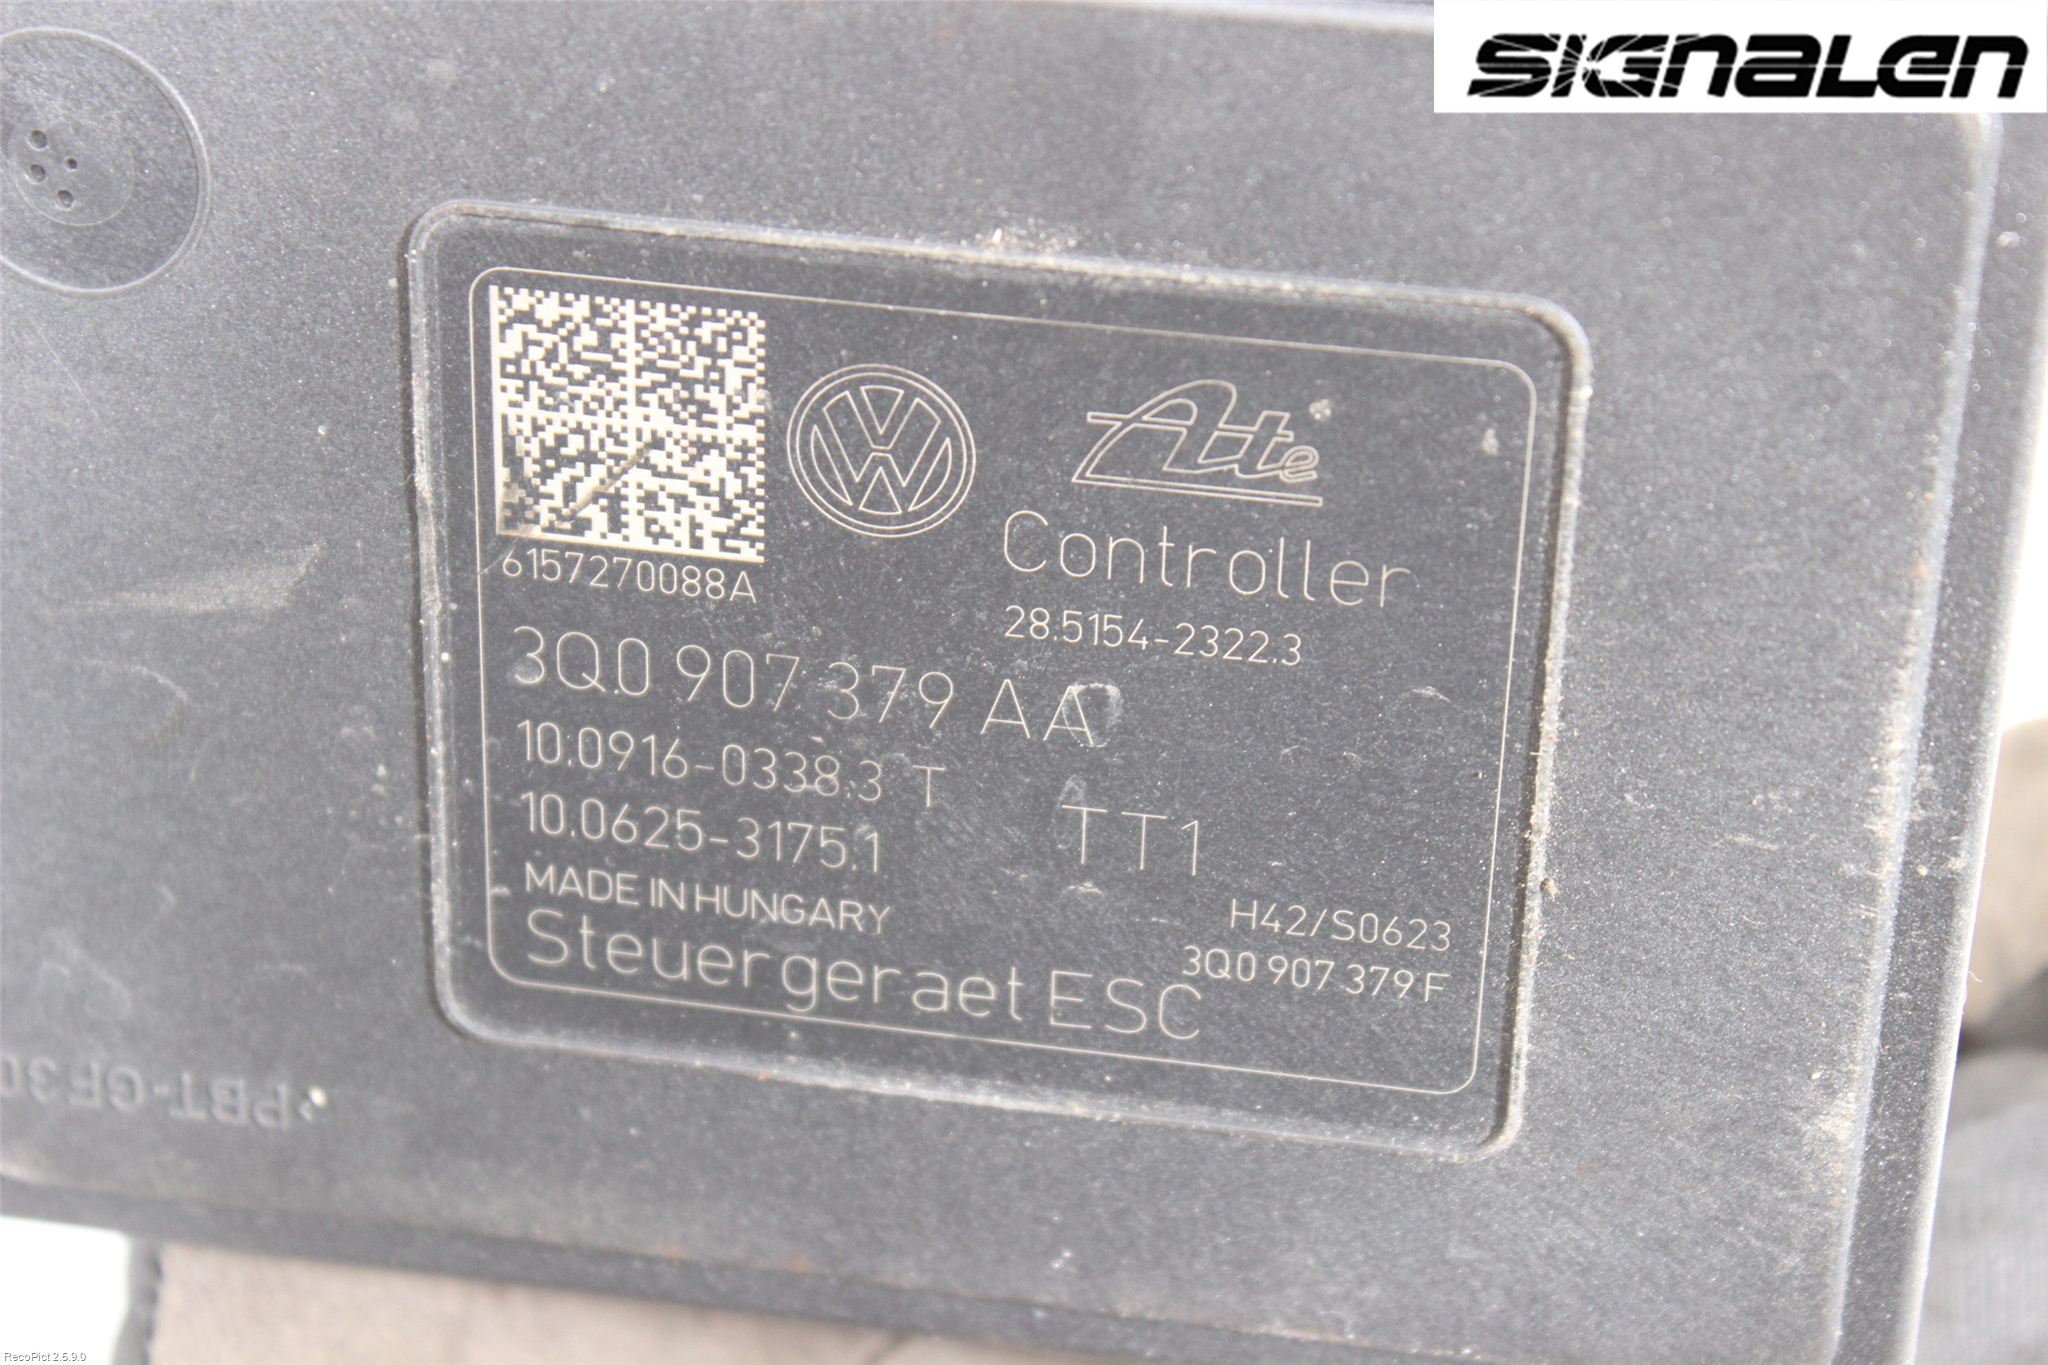 SIGNALEN
Ate
Controller
28.5154-2322.3
6157270088A
3Q0 907 379 AA
10.0916-0338.3 T
10.0625-3175.1
TT1
MADE IN HUNGARY
H42/S0623
3Q0 907 379 F
Steuergeraet ESC
>PBT-GF30
RecoPict 2.5.9.0